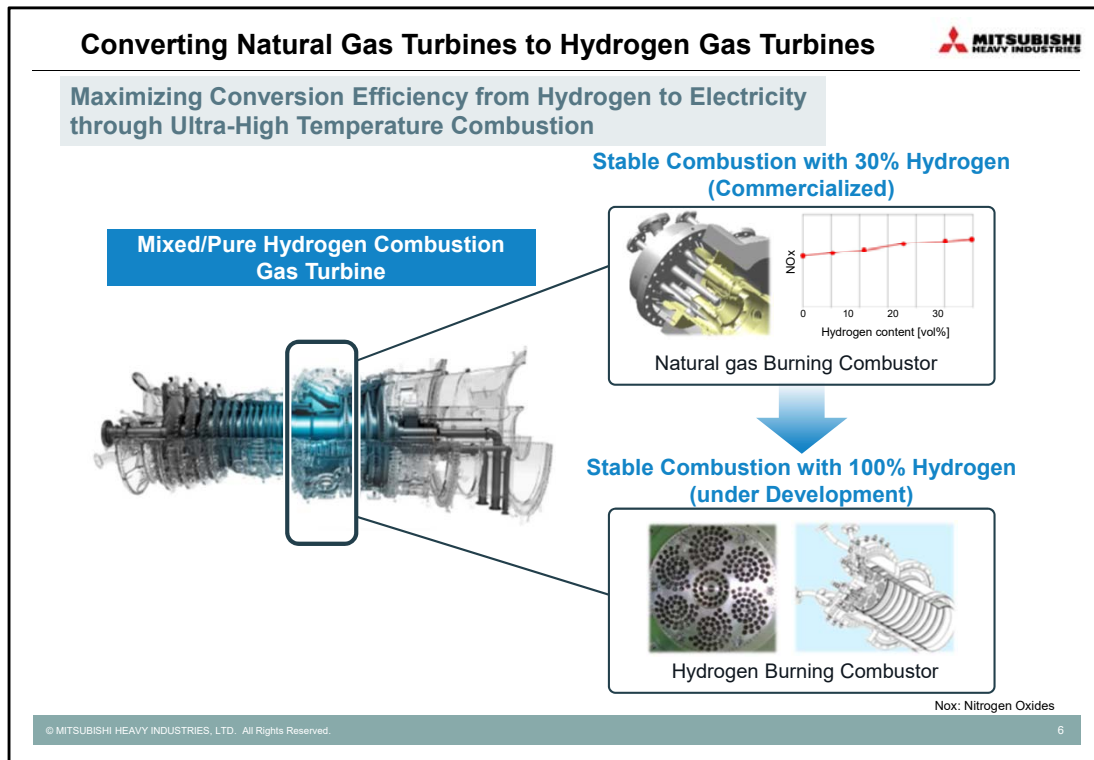 Converting Natural Gas Turbines to Hydrogen Gas Turbines
MITSUBISHI
HEAVY INDUSTRIES
Maximizing Conversion Efficiency from Hydrogen to Electricity
through Ultra-High Temperature Combustion
Stable Combustion with 30% Hydrogen
(Commercialized)
Mixed/Pure Hydrogen Combustion
Gas Turbine
NOx
0 10 20 30
Hydrogen content [vol%]
Natural gas Burning Combustor
Stable Combustion with 100% Hydrogen
(under Development)
Hydrogen Burning Combustor
Nox: Nitrogen Oxides
© MITSUBISHI HEAVY INDUSTRIES, LTD. All Rights Reserved.
6